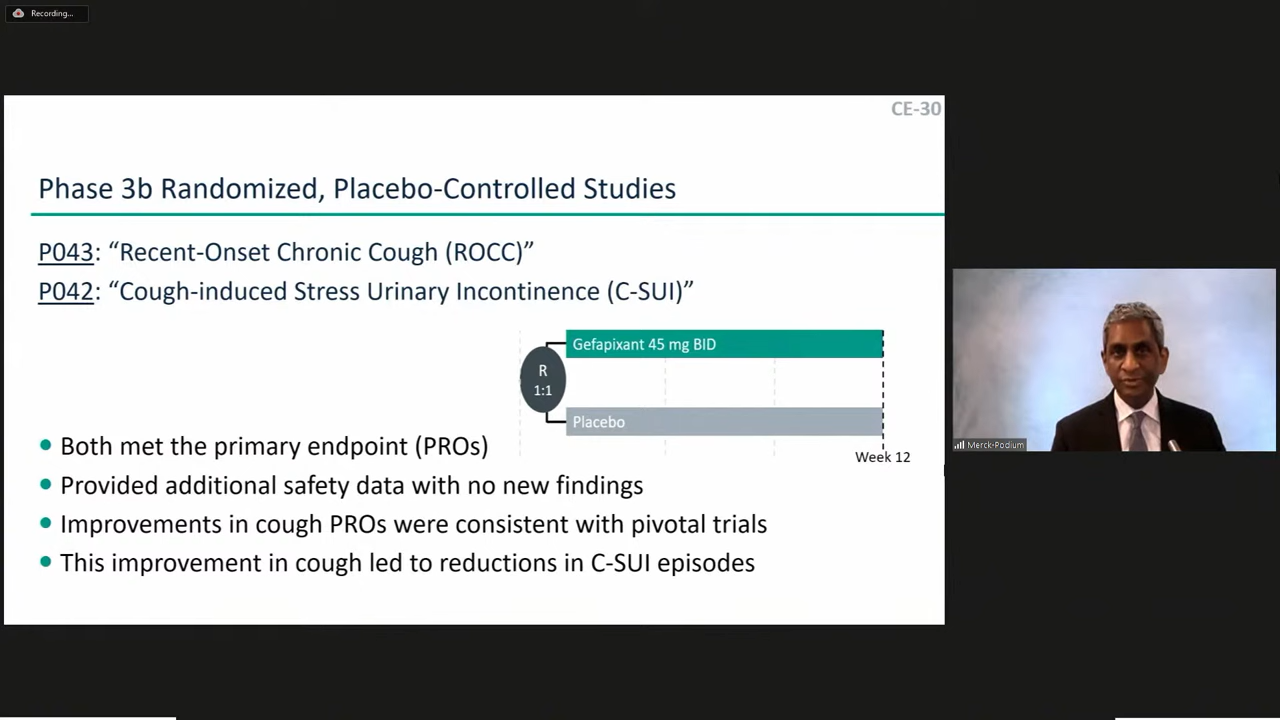 Recording...
CE-30
Phase 3b Randomized, Placebo-Controlled Studies
P043: “Recent-Onset Chronic Cough (ROCC)”
P042: “Cough-induced Stress Urinary Incontinence (C-SUI)”
Gefapixant 45 mg BID
R
1:1
Placebo
Week 12
Both met the primary endpoint (PROs)
Provided additional safety data with no new findings
Improvements in cough PROs were consistent with pivotal trials
This improvement in cough led to reductions in C-SUI episodes
Merck-Podium